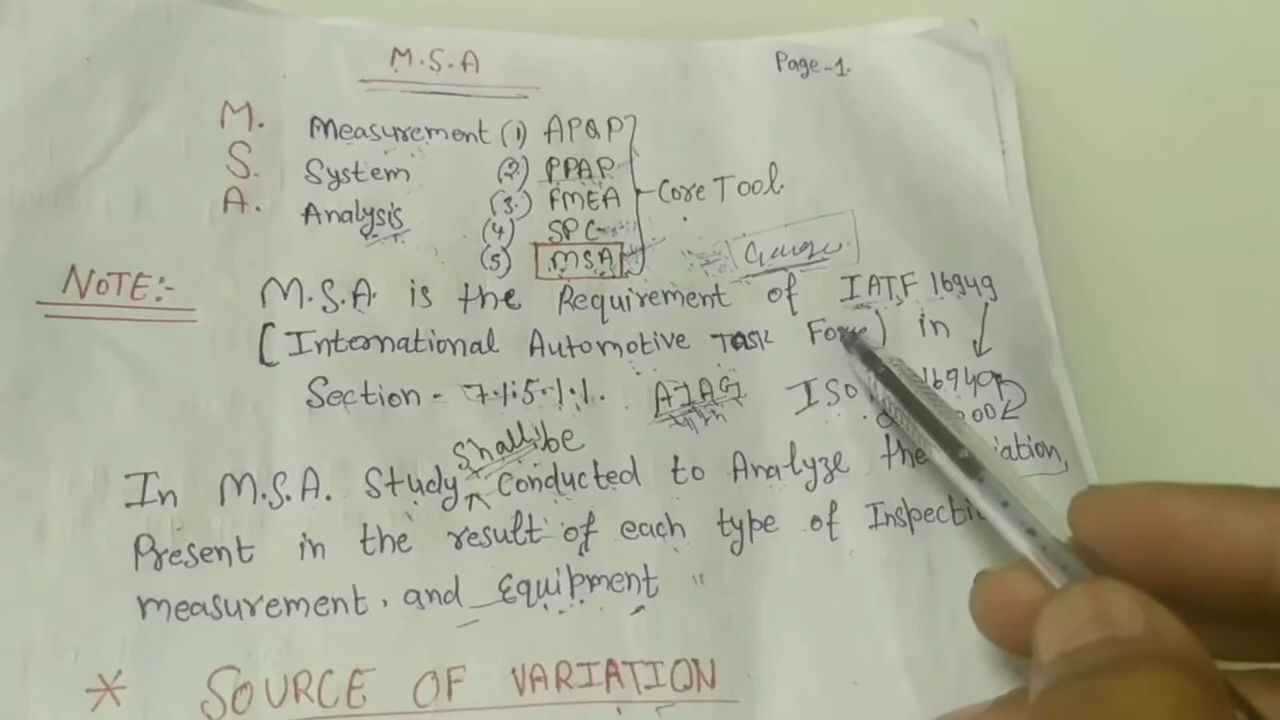 M.S.A
Page-1.
M. Measurement (1) APQP
S. System (2) PPAP
A. Analysis (3) FMEA
Core Tool.
(4) SPC
(5) MSA
NOTE:- M.S.A. is the Requirement of IATF 16949
[International Automotive TASK) in
Section - 7.1.5.1.1. AIAG ISO 16949
shall be
In M.S.A. Study ^ Conducted to Analyze the
Present in the result of each type of
measurement, and Equipment "
* SOURCE OF VARIATION